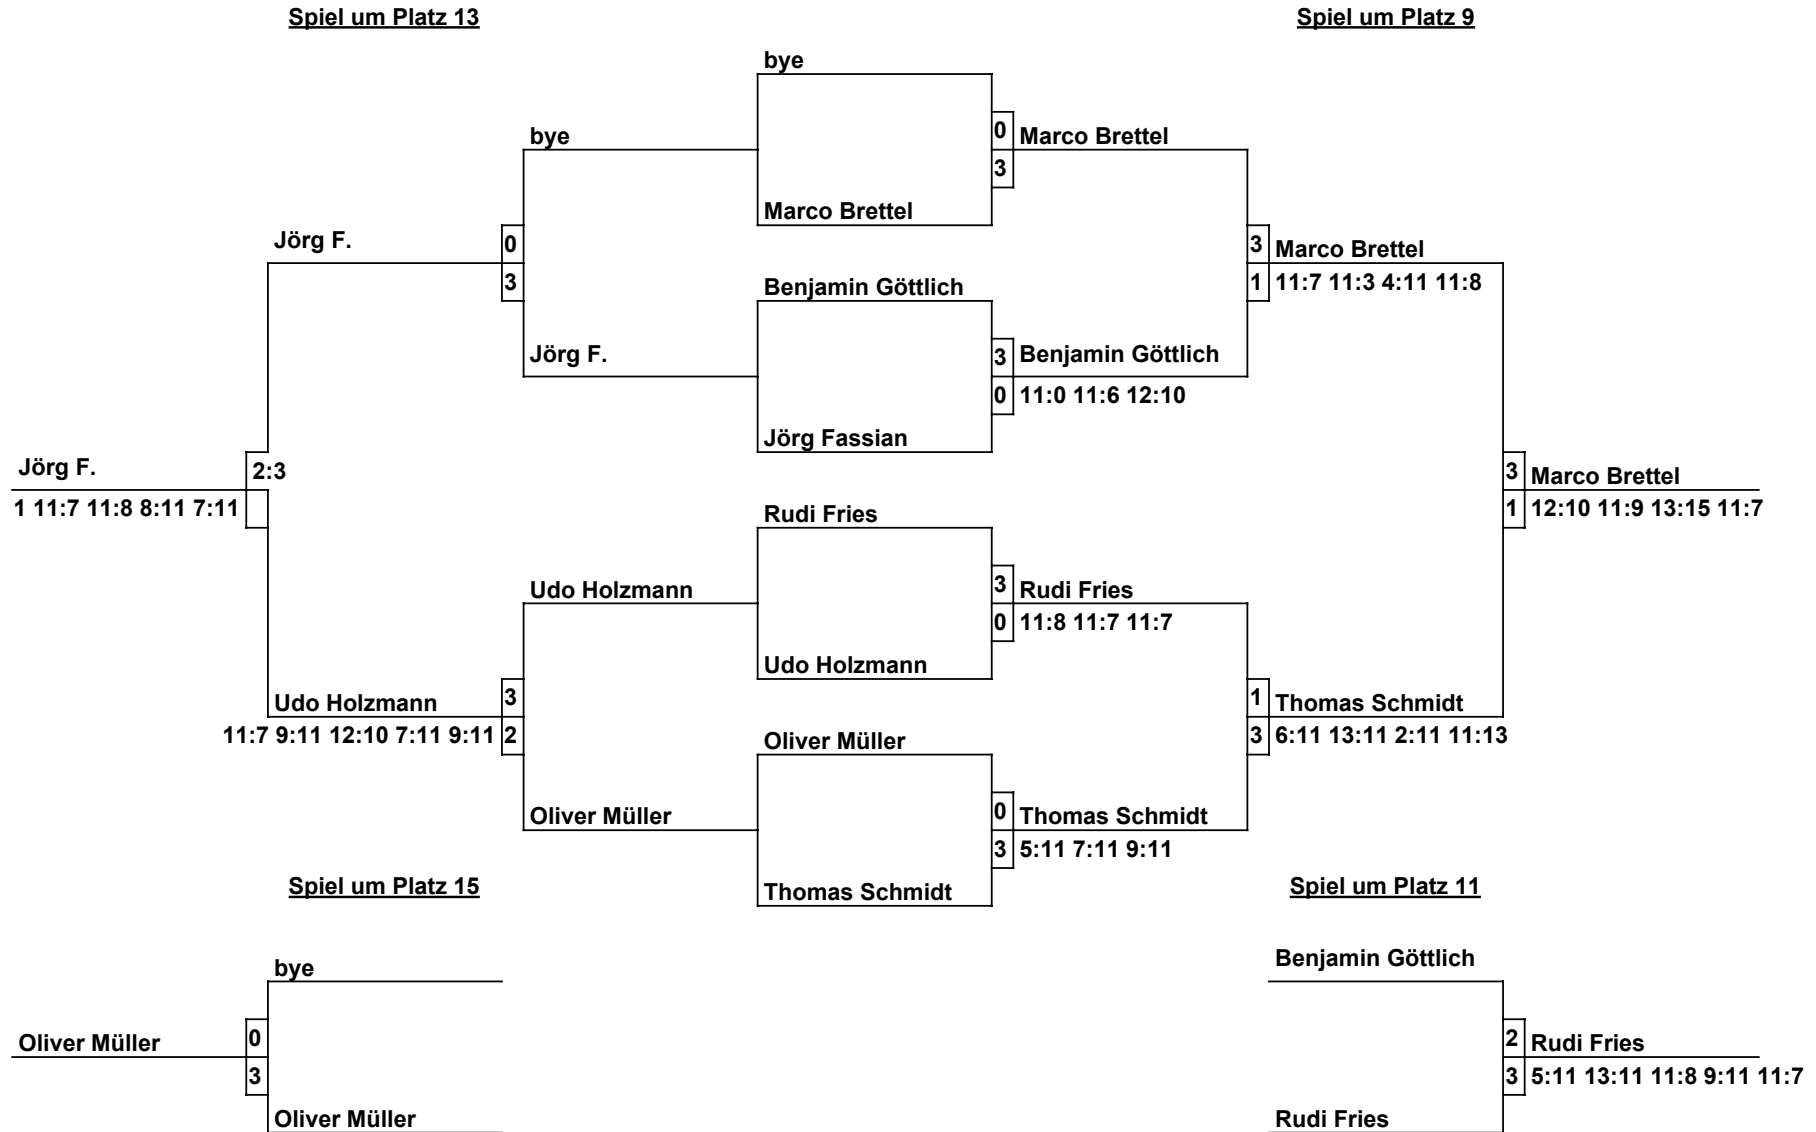 Spiel um Platz 13
Spiel um Platz 9
bye
bye
0
Marco Brettel
3
Marco Brettel
Jörg F.
0
3
3
Marco Brettel
1
11:7 11:3 4:11 11:8
Benjamin Göttlich
Jörg F.
3
Benjamin Göttlich
0
11:0 11:6 12:10
Jörg Fassian
Jörg F.
2:3
1 11:7 11:8 8:11 7:11
3
Marco Brettel
1
12:10 11:9 13:15 11:7
Rudi Fries
Udo Holzmann
3
Rudi Fries
0
11:8 11:7 11:7
Udo Holzmann
Udo Holzmann
3
11:7 9:11 12:10 7:11 9:11
2
1
Thomas Schmidt
3
6:11 13:11 2:11 11:13
Oliver Müller
Oliver Müller
0
Thomas Schmidt
3
5:11 7:11 9:11
Thomas Schmidt
Spiel um Platz 15
Spiel um Platz 11
bye
Benjamin Göttlich
Oliver Müller
0
3
Oliver Müller
2
Rudi Fries
3
5:11 13:11 11:8 9:11 11:7
Rudi Fries